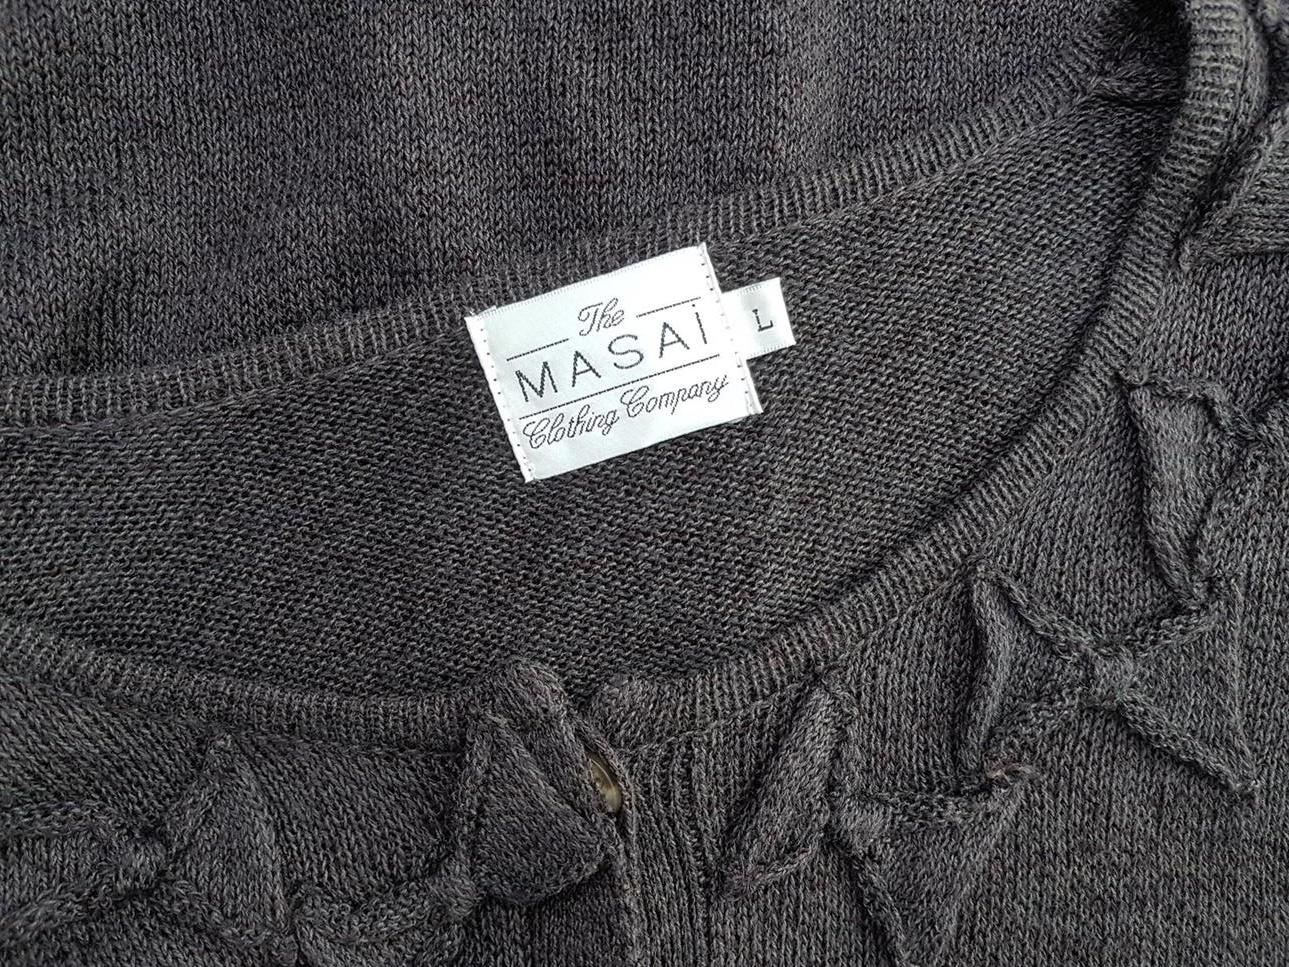 The
MASAi
Clothing Company
L